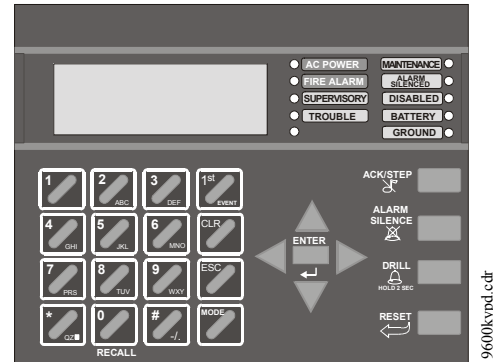 AC POWER MAINTENANCE
FIRE ALARM ALARM SILENCED
SUPERVISORY DISABLED
TROUBLE BATTERY
GROUND
1 2 ABC 3 DEF 1st EVENT
4 GHI 5 JKL 6 MNO CLR
7 PRS 8 TUV 9 WXY ESC
* QZ 0 # -/. MODE
RECALL
ENTER
ACK/STEP
ALARM
SILENCE
DRILL
HOLD 2 SEC
RESET
9600kypd.cdr